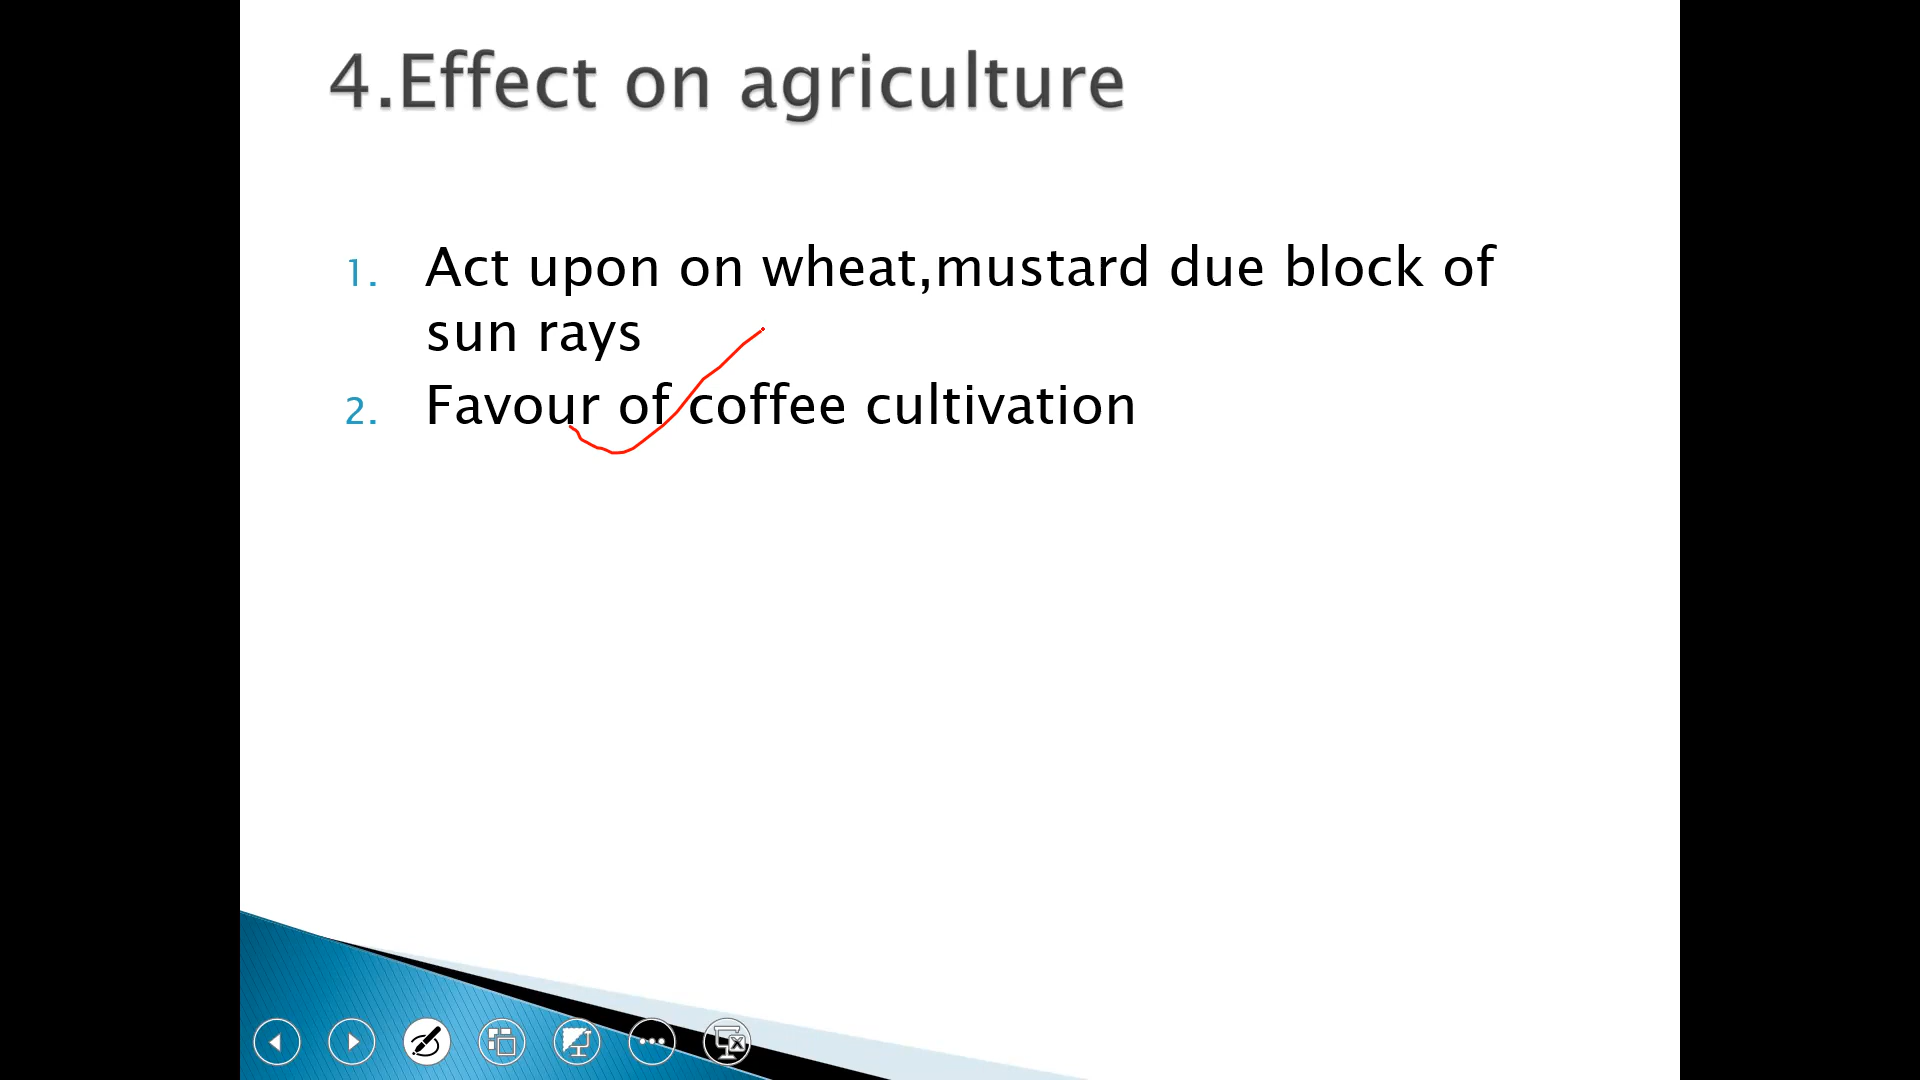 4.Effect on agriculture
1. Act upon on wheat,mustard due block of
sun rays
2. Favour of coffee cultivation